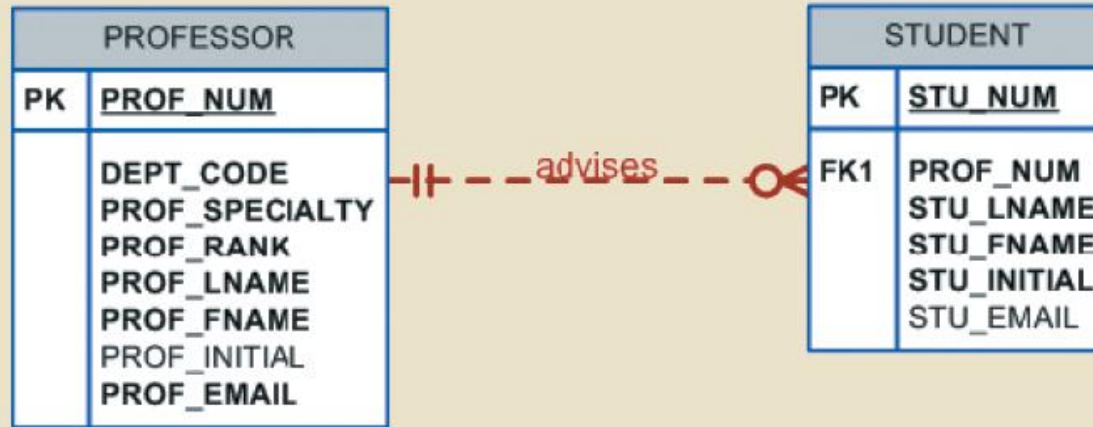 PROFESSOR
PK PROF_NUM
DEPT_CODE
PROF_SPECIALTY
PROF_RANK
PROF_LNAME
PROF_FNAME
PROF_INITIAL
PROF_EMAIL
advises
STUDENT
PK STU_NUM
FK1 PROF_NUM
STU_LNAME
STU_FNAME
STU_INITIAL
STU_EMAIL